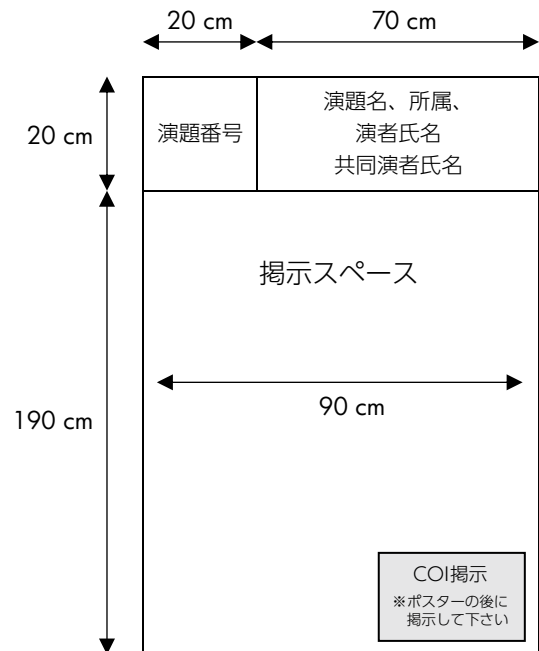 20 cm
70 cm
20 cm
演題番号
演題名、所属、
演者氏名
共同演者氏名
掲示スペース
90 cm
190 cm
COI掲示
※ポスターの後に
掲示して下さい